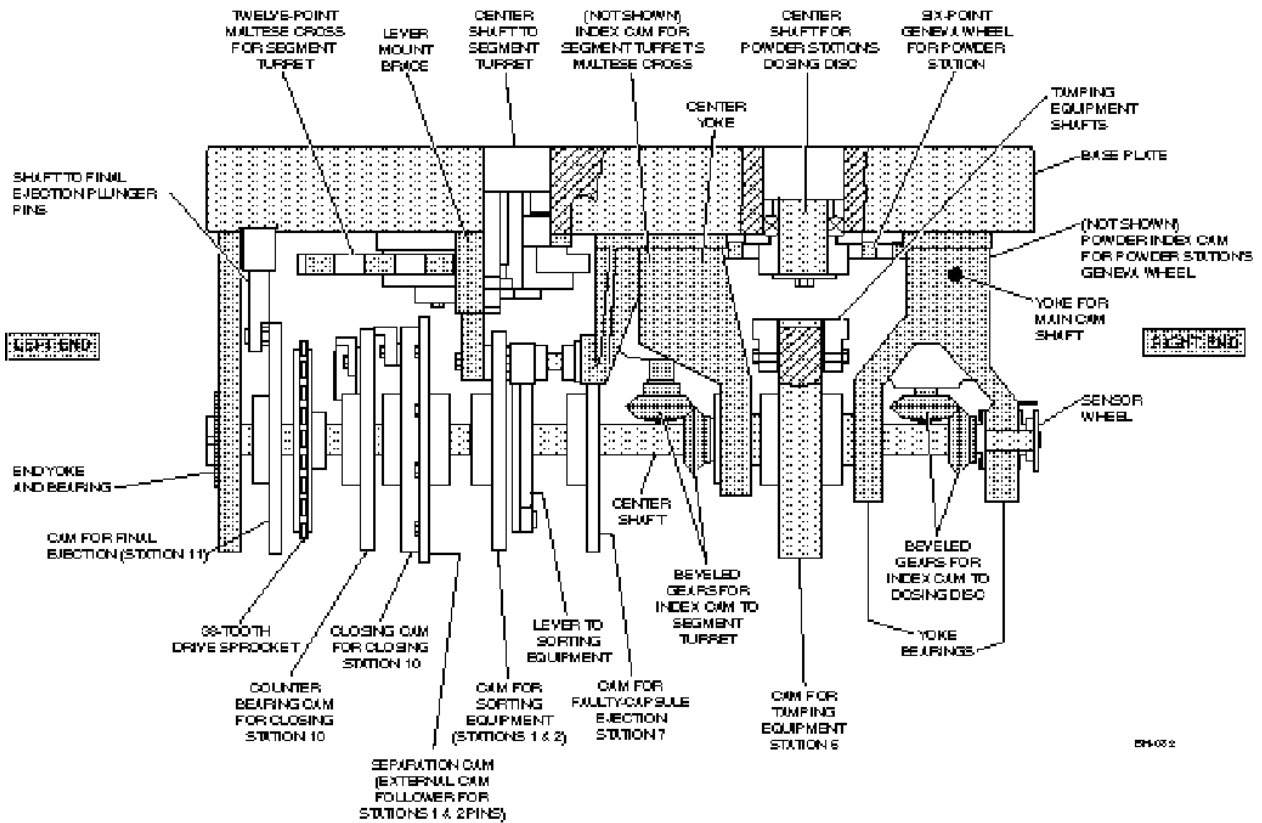 TWELVE-POINT
MALTESE CROSS
FOR SEGMENT
TURRET
LEVER
MOUNT
BRACE
CENTER
SHAFT TO
SEGMENT
TURRET
(NOT SHOWN)
INDEX CAM FOR
SEGMENT TURRET'S
MALTESE CROSS
CENTER
SHAFT FOR
POWDER STATION'S
DOSING DISC
SIX-POINT
GENEVA WHEEL
FOR POWDER
STATION
CENTER
YOKE
TAMPING
EQUIPMENT
SHAFTS
BASE PLATE
SHAFT TO FINAL
EJECTION PLUNGER
PINS
(NOT SHOWN)
POWDER INDEX CAM
FOR POWDER STATION'S
GENEVA WHEEL
YOKE FOR
MAIN CAM
SHAFT
LEFT END
RIGHT END
SENSOR
WHEEL
END YOKE
AND BEARING
CENTER
SHAFT
CAM FOR FINAL
EJECTION (STATION 11)
BEVELED
GEARS FOR
INDEX CAM TO
SEGMENT
TURRET
BEVELED
GEARS FOR
INDEX CAM TO
DOSING DISC
-TOOTH
DRIVE SPROCKET
CLOSING CAM
FOR CLOSING
STATION 10
LEVER TO
SORTING
EQUIPMENT
YOKE
BEARINGS
COUNTER
BEARING CAM
FOR CLOSING
STATION 10
CAM FOR
SORTING
EQUIPMENT
(STATIONS 1 & 2)
CAM FOR
FAULTY-CAPSULE
EJECTION
STATION 7
CAM FOR
TAMPING
EQUIPMENT
STATION 6
SEPARATION CAM
(EXTERNAL CAM
FOLLOWER FOR
STATIONS 1 & 2 PINS)